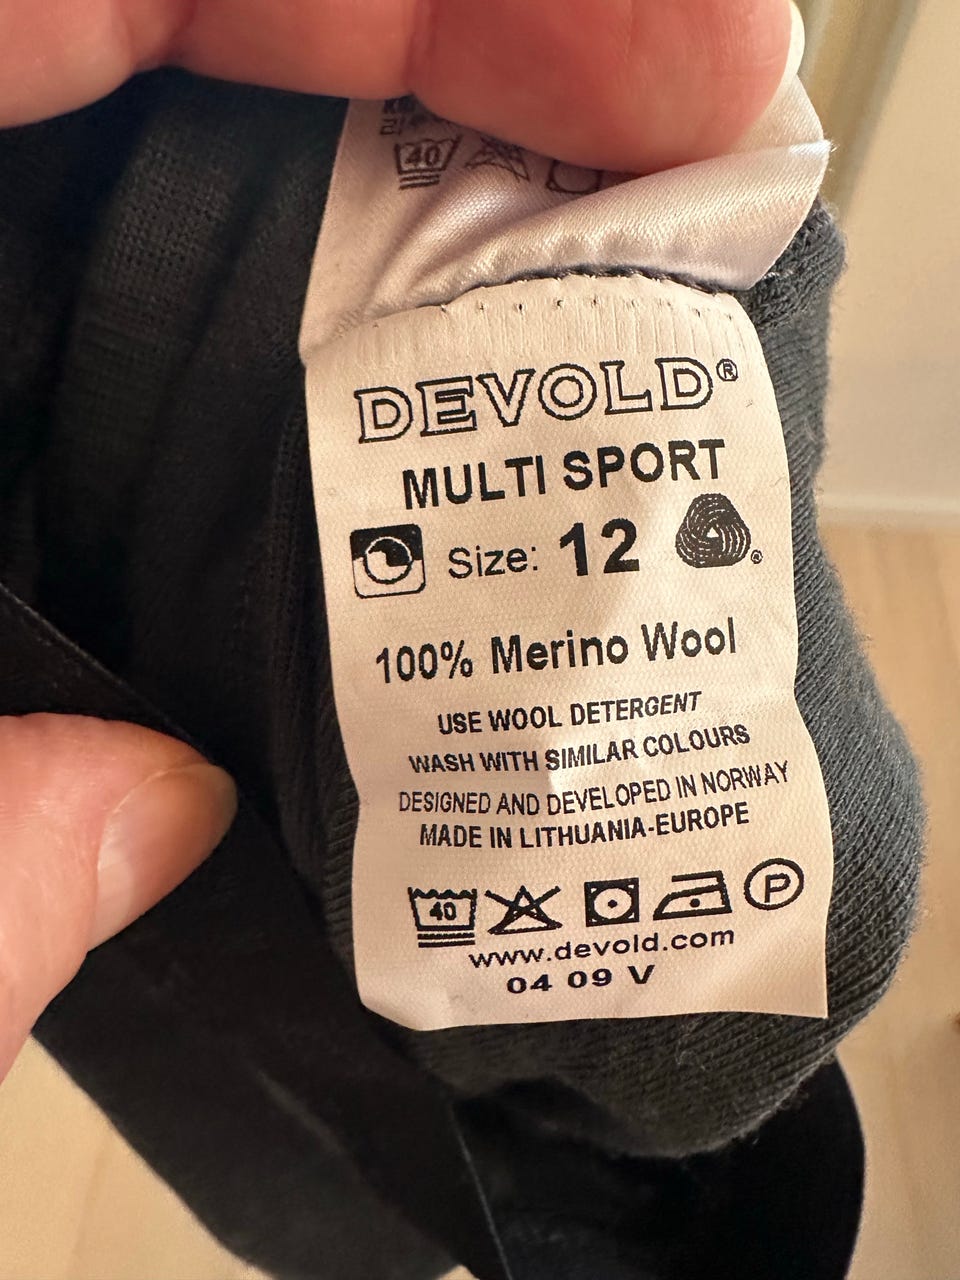 40
DEVOLD®
MULTI SPORT
Size: 12 ®
100% Merino Wool
USE WOOL DETERGENT
WASH WITH SIMILAR COLOURS
DESIGNED AND DEVELOPED IN NORWAY
MADE IN LITHUANIA-EUROPE
40 P
www.devold.com
04 09 V